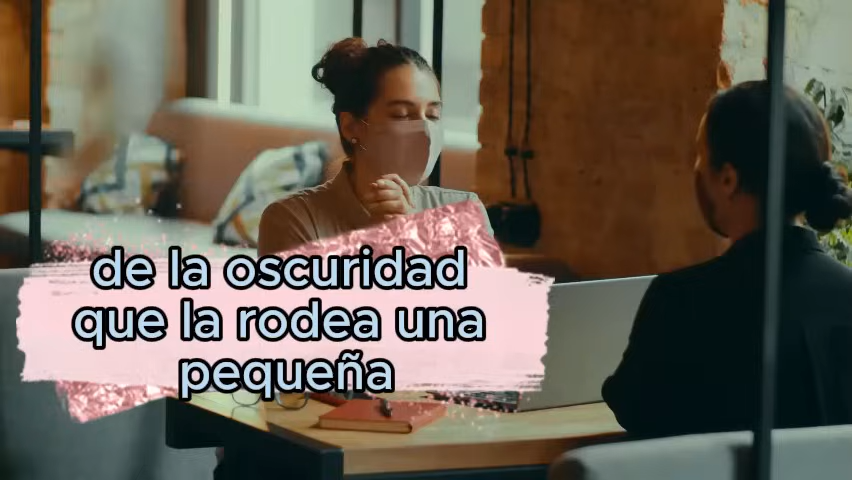 de la oscuridad
que la rodea una
pequeña